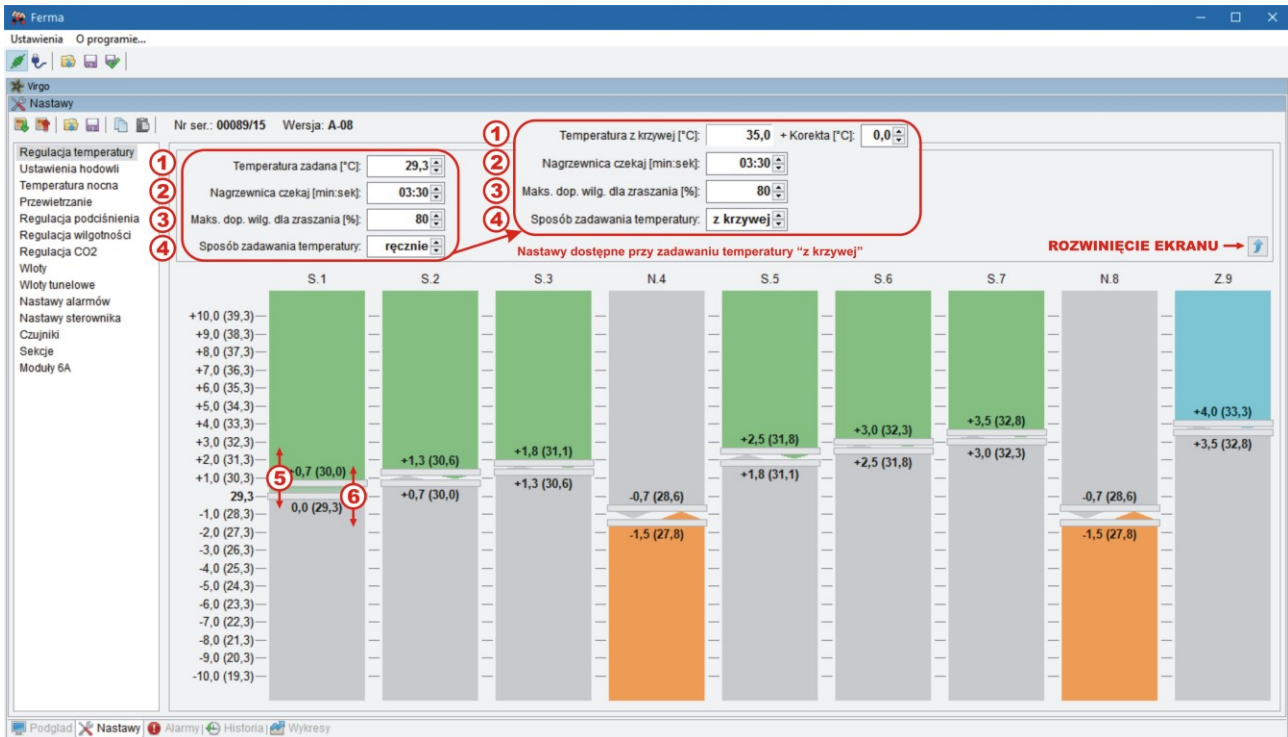 Ferma
Ustawienia O programie...
Virgo
Nastawy
Nr ser.: 00089/15 Wersja: A-08
Regulacja temperatury
Ustawienia hodowli
Temperatura nocna
Przewietrzanie
Regulacja podciśnienia
Regulacja wilgotności
Regulacja CO2
Wloty
Wloty tunelowe
Nastawy alarmów
Nastawy sterownika
Czujniki
Sekcje
Moduły 6A
1 Temperatura zadana [°C]: 29,3
2 Nagrzewnica czekaj [min:sek]: 03:30
3 Maks. dop. wilg. dla zraszania [%]: 80
4 Sposób zadawania temperatury: ręcznie
1 Temperatura z krzywej [°C]: 35,0 + Korekta [°C]: 0,0
2 Nagrzewnica czekaj [min:sek]: 03:30
3 Maks. dop. wilg. dla zraszania [%]: 80
4 Sposób zadawania temperatury: z krzywej
Nastawy dostępne przy zadawaniu temperatury “z krzywej”
ROZWINIĘCIE EKRANU
S.1 S.2 S.3 N.4 S.5 S.6 S.7 N.8 Z.9
+10,0 (39,3)
+9,0 (38,3)
+8,0 (37,3)
+7,0 (36,3)
+6,0 (35,3)
+5,0 (34,3)
+4,0 (33,3)
+3,0 (32,3)
+2,0 (31,3)
+1,0 (30,3)
29,3
-1,0 (28,3)
-2,0 (27,3)
-3,0 (26,3)
-4,0 (25,3)
-5,0 (24,3)
-6,0 (23,3)
-7,0 (22,3)
-8,0 (21,3)
-9,0 (20,3)
-10,0 (19,3)
+0,7 (30,0)
0,0 (29,3)
5
6
+1,3 (30,6)
+0,7 (30,0)
+1,8 (31,1)
+1,3 (30,6)
-0,7 (28,6)
-1,5 (27,8)
+2,5 (31,8)
+1,8 (31,1)
+3,0 (32,3)
+2,5 (31,8)
+3,5 (32,8)
+3,0 (32,3)
-0,7 (28,6)
-1,5 (27,8)
+4,0 (33,3)
+3,5 (32,8)
Podgląd Nastawy Alarmy Historia Wykresy